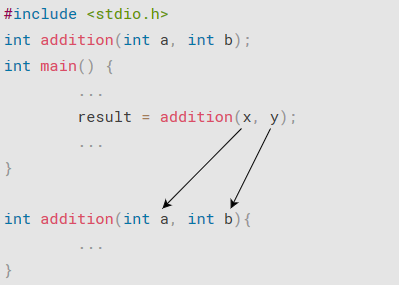 #include <stdio.h>
int addition(int a, int b);
int main() {
...
result = addition(x, y);
...
}
int addition(int a, int b){
...
}